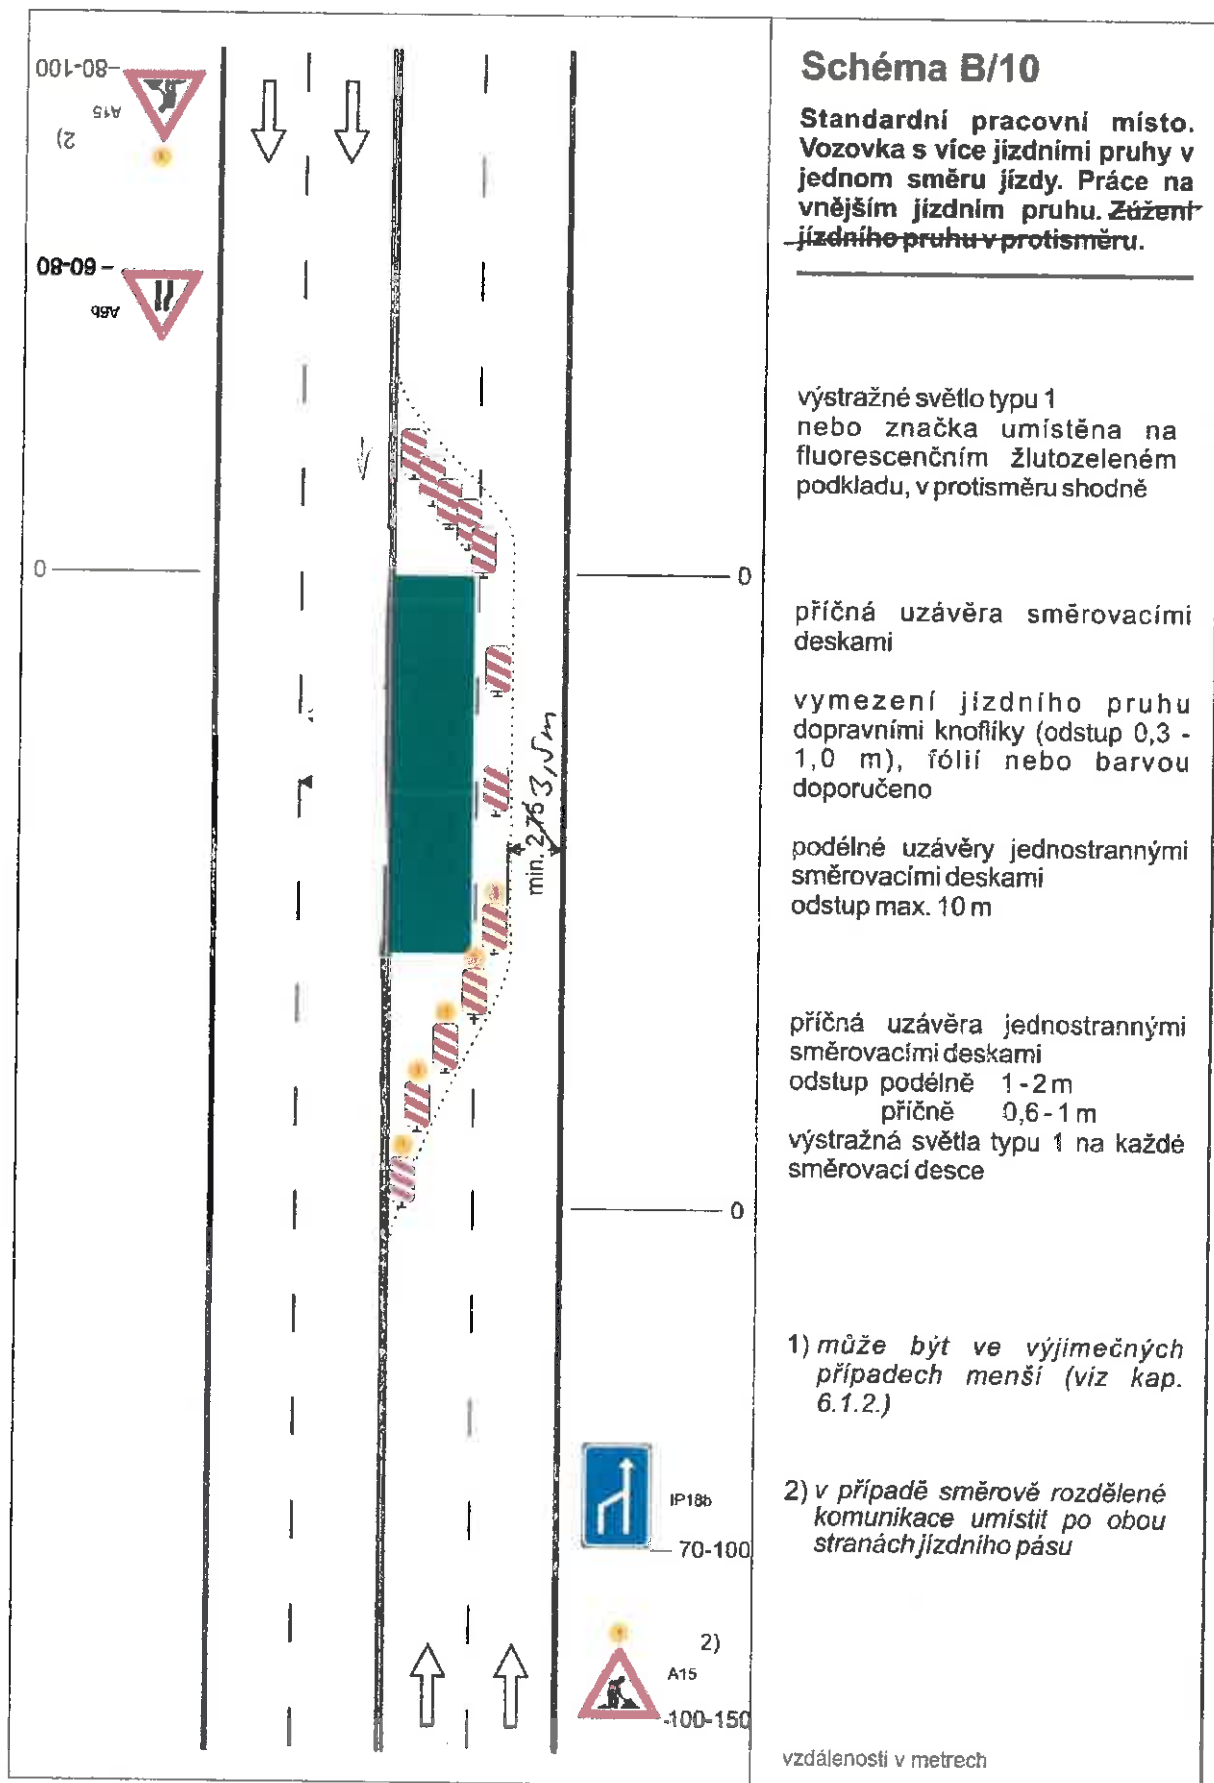 80-100
A15
2)
60-80
A6b
0
0
min. 2,75 3,5 m
0
IP18b
70-100
2)
A15
100-150
Schéma B/10
Standardní pracovní místo.
Vozovka s více jízdními pruhy v
jednom směru jízdy. Práce na
vnějším jízdním pruhu. Zúžení
jízdního pruhu v protisměru.
výstražné světlo typu 1
nebo značka umístěna na
fluorescenčním žlutozeleném
podkladu, v protisměru shodně
příčná uzávěra směrovacími
deskami
vymezení jízdního pruhu
dopravními knoflíky (odstup 0,3 -
1,0 m), fólií nebo barvou
doporučeno
podélné uzávěry jednostrannými
směrovacími deskami
odstup max. 10 m
příčná uzávěra jednostrannými
směrovacími deskami
odstup podélně 1 - 2 m
příčně 0,6 - 1 m
výstražná světla typu 1 na každé
směrovací desce
1) může být ve výjimečných
případech menší (viz kap.
6.1.2.)
2) v případě směrově rozdělené
komunikace umístit po obou
stranách jízdního pásu
vzdálenosti v metrech